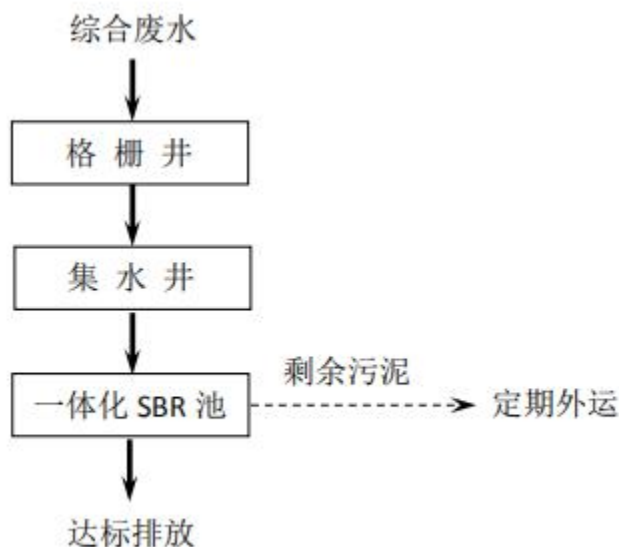 综合废水
格栅井
集水井
剩余污泥
一体化 SBR 池
定期外运
达标排放